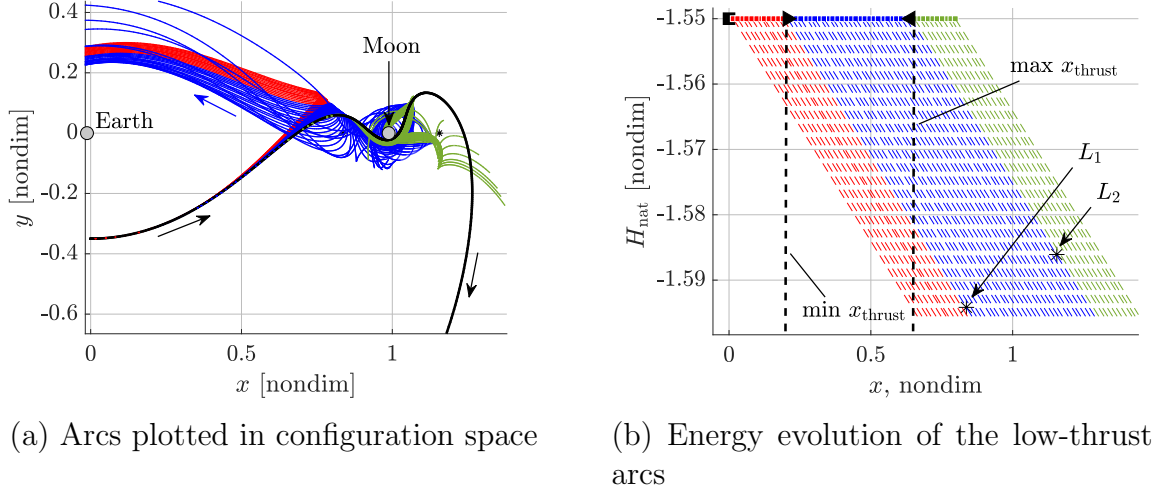 0.4
0.2
0
-0.2
-0.4
-0.6
y [nondim]
Earth
Moon
0
0.5
1
x [nondim]
-1.55
-1.56
-1.57
-1.58
-1.59
H_nat [nondim]
max x_thrust
L_1
L_2
min x_thrust
0
0.5
1
x, nondim
(a) Arcs plotted in configuration space
(b) Energy evolution of the low-thrust
arcs